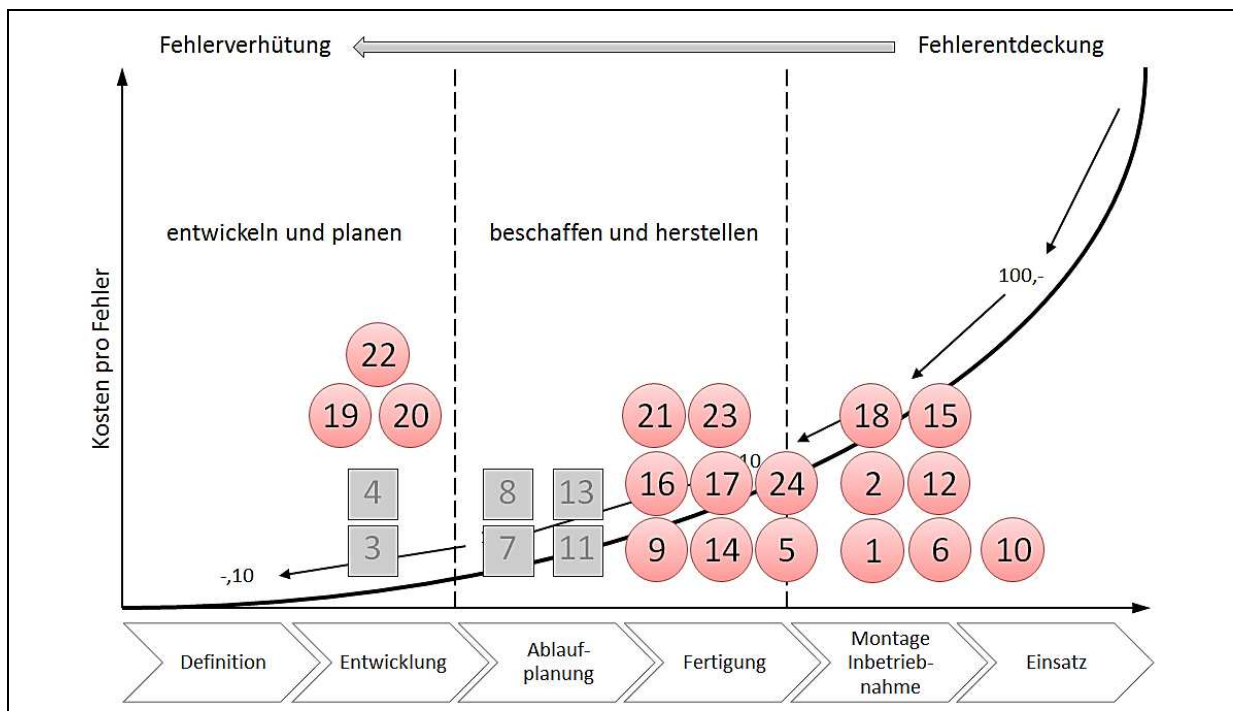 Fehlerverhütung
Fehlerentdeckung
Kosten pro Fehler
entwickeln und planen
beschaffen und herstellen
100,-
22
19 20
21 23
18 15
4
8 13
16 17 10 24
2 12
3
7 11
9 14 5
1 6 10
-,10
Definition
Entwicklung
Ablauf-
planung
Fertigung
Montage
Inbetrieb-
nahme
Einsatz